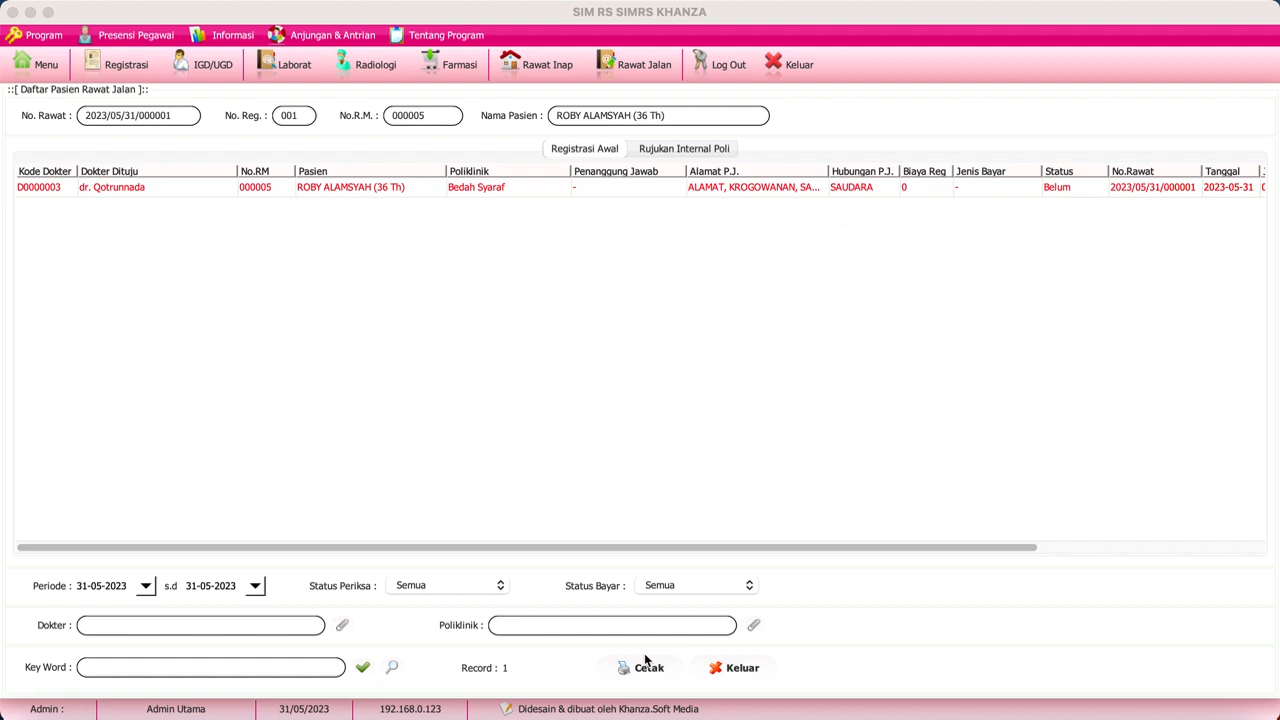 SIM RS SIMRS KHANZA
Program Presensi Pegawai Informasi Anjungan & Antrian Tentang Program
Menu Registrasi IGD/UGD Laborat Radiologi Farmasi Rawat Inap Rawat Jalan Log Out Keluar
::[ Daftar Pasien Rawat Jalan ]::
No. Rawat : 2023/05/31/000001 No. Reg. : 001 No.R.M. : 000005 Nama Pasien : ROBY ALAMSYAH (36 Th)
Registrasi Awal Rujukan Internal Poli
Kode Dokter Dokter Dituju No.RM Pasien Poliklinik Penanggung Jawab Alamat P.J. Hubungan P.J. Biaya Reg Jenis Bayar Status No.Rawat Tanggal
D0000003 dr. Qotrunnada 000005 ROBY ALAMSYAH (36 Th) Bedah Syaraf - ALAMAT, KROGOWANAN, SA... SAUDARA 0 - Belum 2023/05/31/000001 2023-05-31
Periode : 31-05-2023 s.d 31-05-2023 Status Periksa : Semua Status Bayar : Semua
Dokter : Poliklinik :
Key Word : Record : 1 Cetak Keluar
Admin : Admin Utama 31/05/2023 192.168.0.123 Didesain & dibuat oleh Khanza.Soft Media